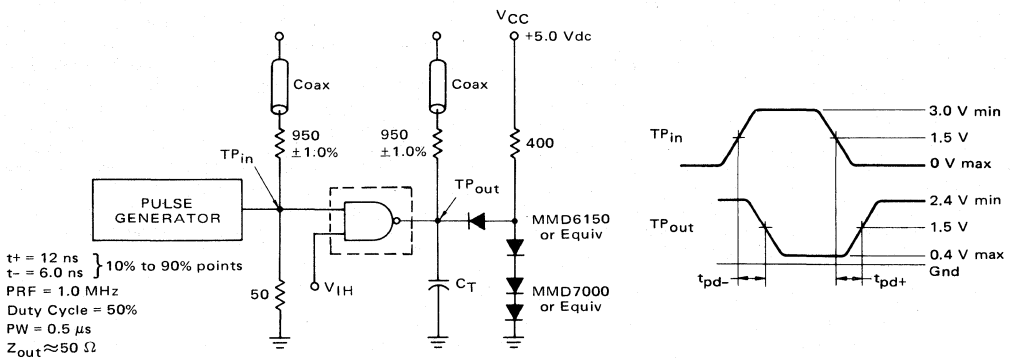 VCC
+5.0 Vdc
Coax
Coax
950
±1.0%
950
±1.0%
400
TPin
TPout
PULSE
GENERATOR
MMD6150
or Equiv
MMD7000
or Equiv
50
VIH
CT
t+ = 12 ns
t- = 6.0 ns
} 10% to 90% points
PRF = 1.0 MHz
Duty Cycle = 50%
PW = 0.5 µs
Zout ≈ 50 Ω
TPin
3.0 V min
1.5 V
0 V max
TPout
2.4 V min
1.5 V
0.4 V max
Gnd
tpd-
tpd+